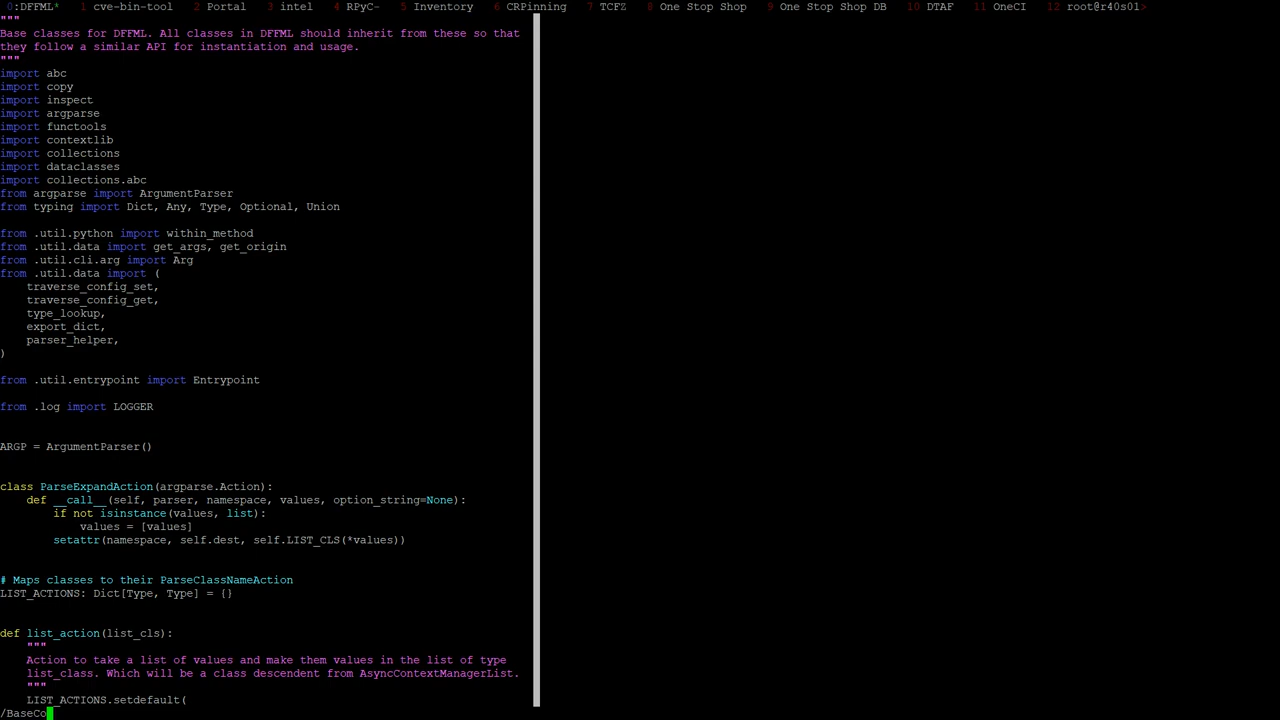 0:DFFML* 1 cve-bin-tool 2 Portal 3 intel 4 RPyC- 5 Inventory 6 CRPinning 7 TCFZ 8 One Stop Shop 9 One Stop Shop DB 10 DTAF 11 OneCI 12 root@r40s01>
"""
Base classes for DFFML. All classes in DFFML should inherit from these so that
they follow a similar API for instantiation and usage.
"""
import abc
import copy
import inspect
import argparse
import functools
import contextlib
import collections
import dataclasses
import collections.abc
from argparse import ArgumentParser
from typing import Dict, Any, Type, Optional, Union
from .util.python import within_method
from .util.data import get_args, get_origin
from .util.cli.arg import Arg
from .util.data import (
    traverse_config_set,
    traverse_config_get,
    type_lookup,
    export_dict,
    parser_helper,
)
from .util.entrypoint import Entrypoint
from .log import LOGGER
ARGP = ArgumentParser()
class ParseExpandAction(argparse.Action):
    def __call__(self, parser, namespace, values, option_string=None):
        if not isinstance(values, list):
            values = [values]
        setattr(namespace, self.dest, self.LIST_CLS(*values))
# Maps classes to their ParseClassNameAction
LIST_ACTIONS: Dict[Type, Type] = {}
def list_action(list_cls):
    """
    Action to take a list of values and make them values in the list of type
    list_class. Which will be a class descendent from AsyncContextManagerList.
    """
    LIST_ACTIONS.setdefault(
/BaseCo